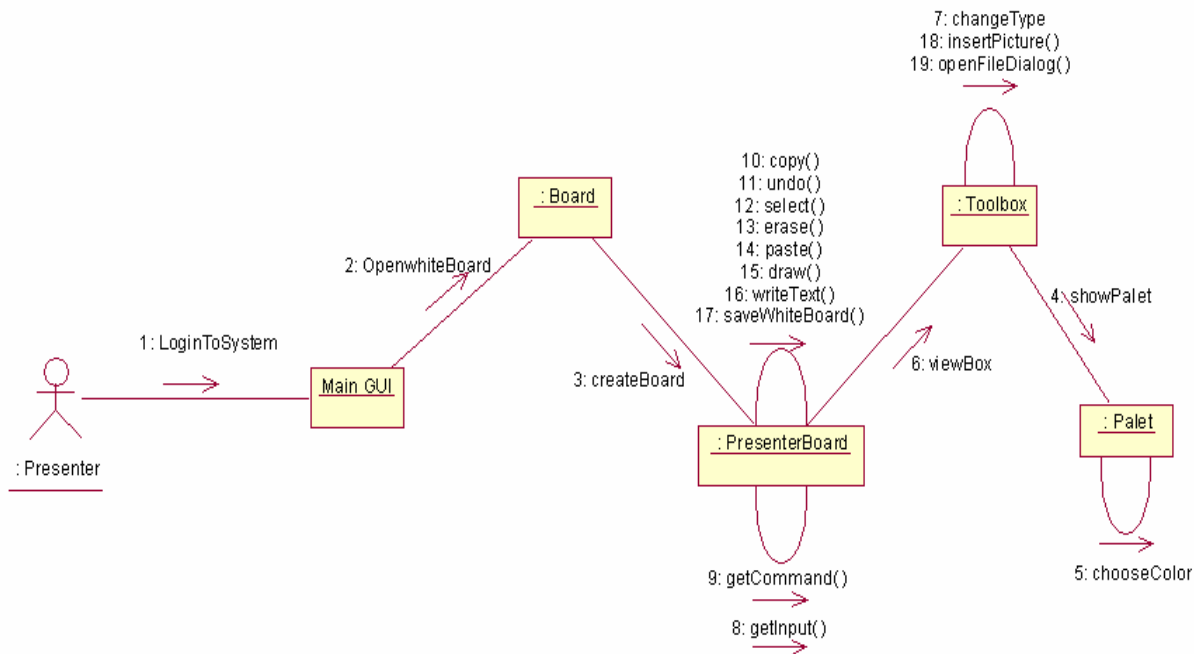 7: changeType
18: insertPicture()
19: openFileDialog()
10: copy()
11: undo()
12: select()
13: erase()
14: paste()
15: draw()
16: writeText()
17: saveWhiteBoard()
: Board
: Toolbox
2: OpenwhiteBoard
4: showPalet
1: LoginToSystem
3: createBoard
6: viewBox
Main GUI
: Presenter
: PresenterBoard
: Palet
9: getCommand()
8: getInput()
5: chooseColor